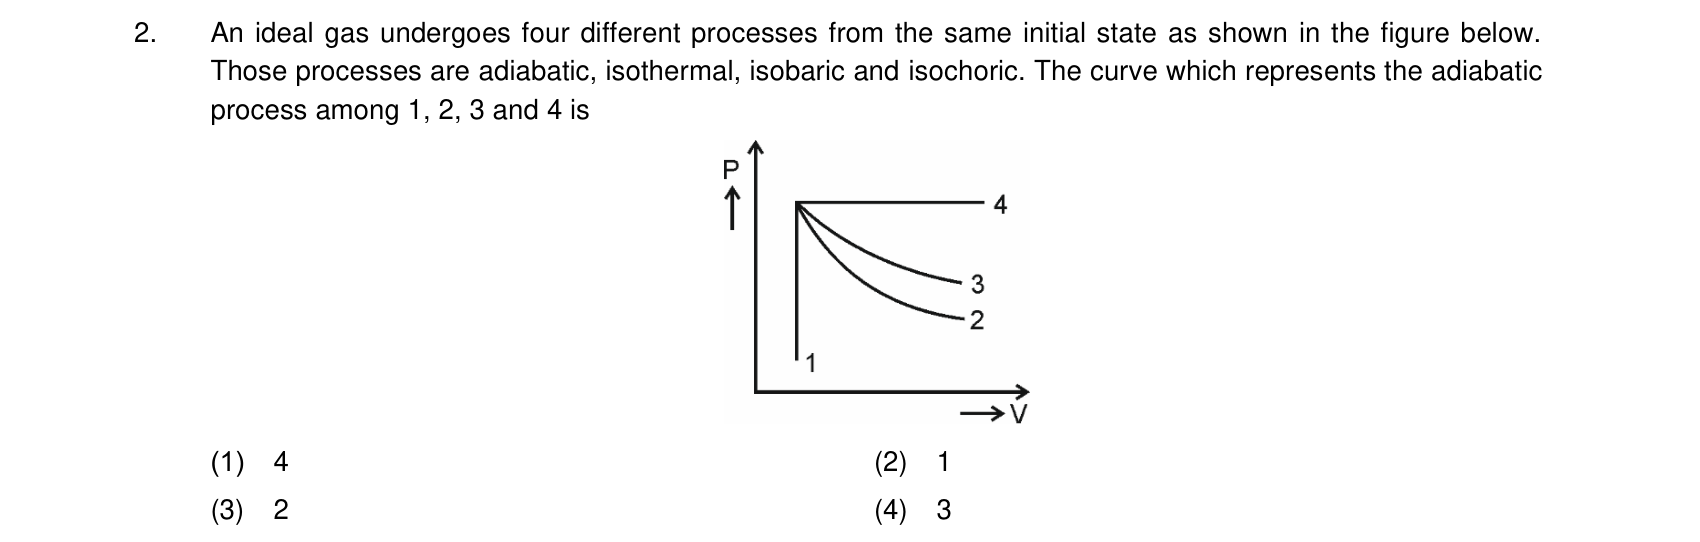 2. An ideal gas undergoes four different processes from the same initial state as shown in the figure below.
Those processes are adiabatic, isothermal, isobaric and isochoric. The curve which represents the adiabatic
process among 1, 2, 3 and 4 is
P
4
3
2
1
V
(1) 4 (2) 1
(3) 2 (4) 3